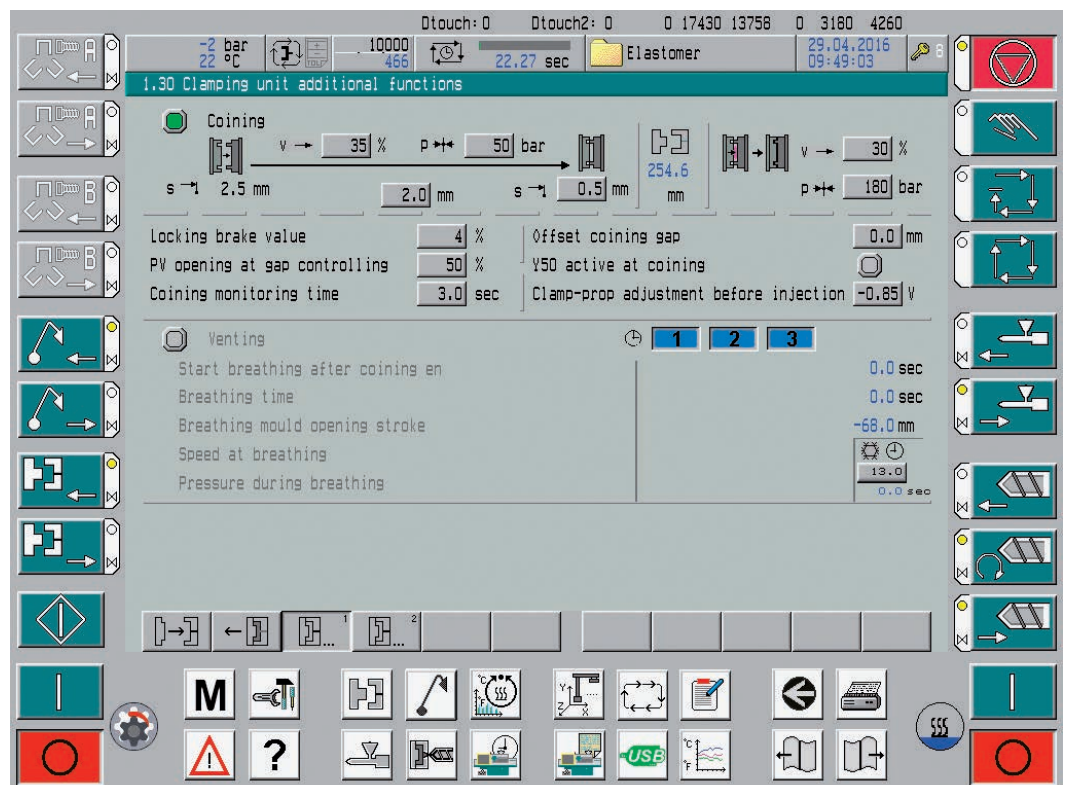 Dtouch: 0 Dtouch2: 0 0 17430 13758 0 3180 4260
-2 bar
22 °C
10000
466
22.27 sec
Elastomer
29.04.2016
09:49:03
8
1.30 Clamping unit additional functions
A
A
B
B
Coining
v 35 % p 50 bar
254.6
mm
v 30 %
s 2.5 mm 2.0 mm s 0.5 mm p 180 bar
Locking brake value 4 % Offset coining gap 0.0 mm
PV opening at gap controlling 50 % Y50 active at coining
Coining monitoring time 3.0 sec Clamp-prop adjustment before injection -0.85 V
Venting 1 2 3
Start breathing after coining en 0.0 sec
Breathing time 0.0 sec
Breathing mould opening stroke -68.0 mm
Speed at breathing
13.0
Pressure during breathing
0.0 sec
... 1 ... 2
M °C °F Y Z X
? USB °C °F